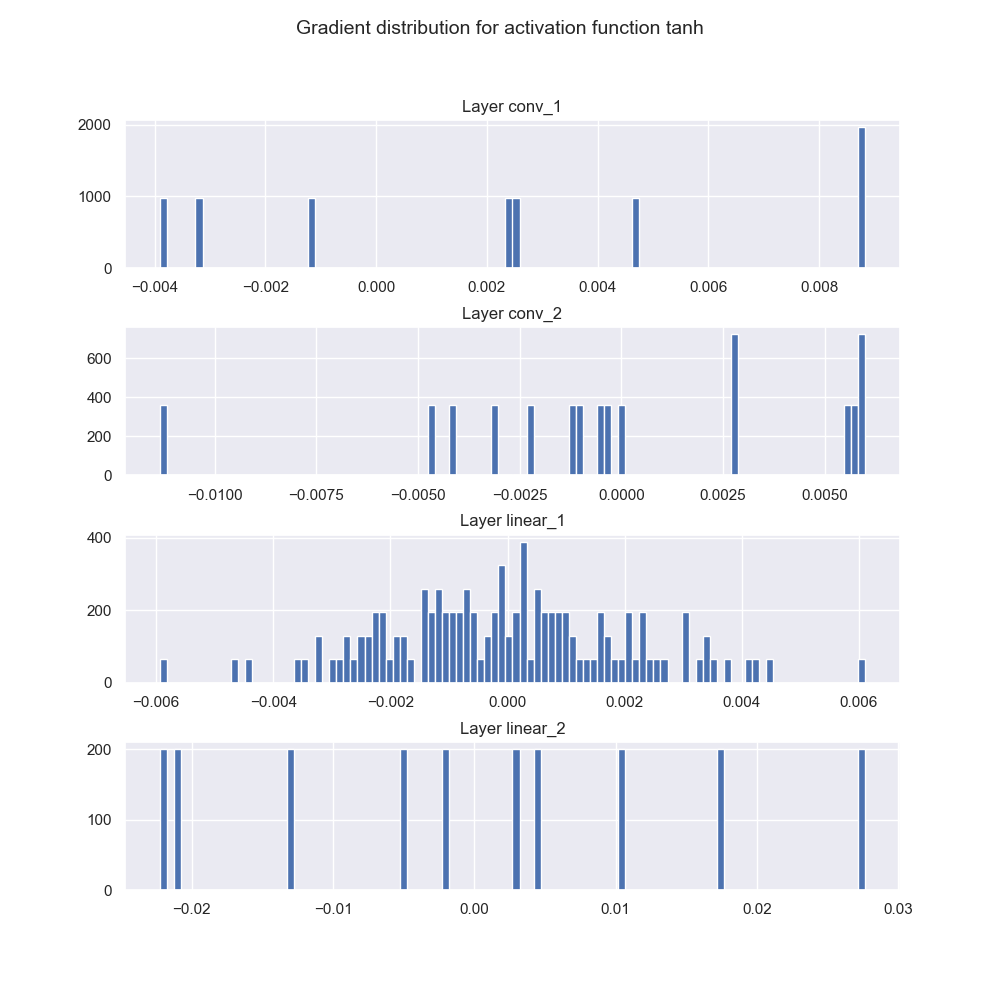 Gradient distribution for activation function tanh
Layer conv_1
2000
1000
0
−0.004 −0.002 0.000 0.002 0.004 0.006 0.008
Layer conv_2
600
400
200
0
−0.0100 −0.0075 −0.0050 −0.0025 0.0000 0.0025 0.0050
Layer linear_1
400
200
0
−0.006 −0.004 −0.002 0.000 0.002 0.004 0.006
Layer linear_2
200
100
0
−0.02 −0.01 0.00 0.01 0.02 0.03